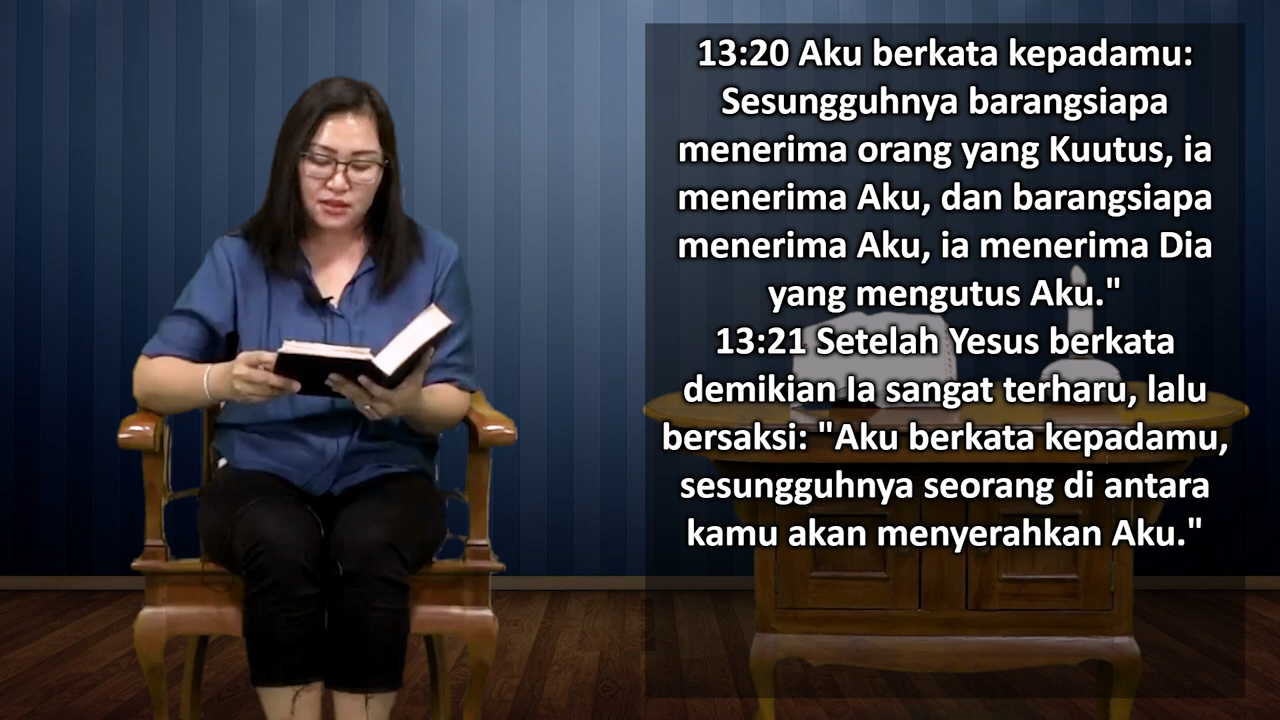 13:20 Aku berkata kepadamu:
Sesungguhnya barangsiapa
menerima orang yang Kuutus, ia
menerima Aku, dan barangsiapa
menerima Aku, ia menerima Dia
yang mengutus Aku."
13:21 Setelah Yesus berkata
demikian Ia sangat terharu, lalu
bersaksi: "Aku berkata kepadamu,
sesungguhnya seorang di antara
kamu akan menyerahkan Aku."